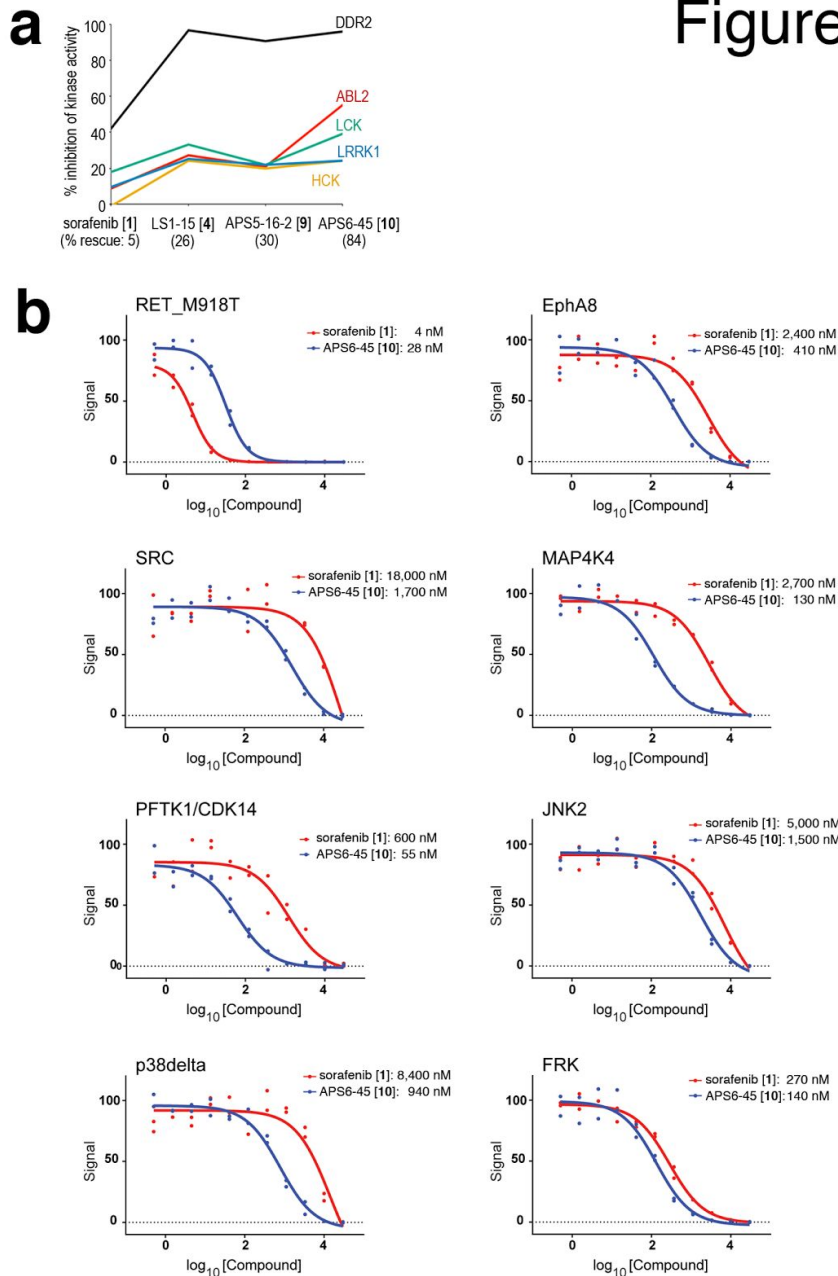 a
Figure
% inhibition of kinase activity
100
80
60
40
20
0
DDR2
ABL2
LCK
LRRK1
HCK
sorafenib [1] LS1-15 [4] APS5-16-2 [9] APS6-45 [10]
(% rescue: 5) (26) (30) (84)
b
RET_M918T
sorafenib [1]: 4 nM
APS6-45 [10]: 28 nM
Signal
100
50
0
0 2 4
log10 [Compound]
EphA8
sorafenib [1]: 2,400 nM
APS6-45 [10]: 410 nM
Signal
100
50
0
0 2 4
log10 [Compound]
SRC
sorafenib [1]: 18,000 nM
APS6-45 [10]: 1,700 nM
Signal
100
50
0
0 2 4
log10 [Compound]
MAP4K4
sorafenib [1]: 2,700 nM
APS6-45 [10]: 130 nM
Signal
100
50
0
0 2 4
log10 [Compound]
PFTK1/CDK14
sorafenib [1]: 600 nM
APS6-45 [10]: 55 nM
Signal
100
50
0
0 2 4
log10 [Compound]
JNK2
sorafenib [1]: 5,000 nM
APS6-45 [10]: 1,500 nM
Signal
100
50
0
0 2 4
log10 [Compound]
p38delta
sorafenib [1]: 8,400 nM
APS6-45 [10]: 940 nM
Signal
100
50
0
0 2 4
log10 [Compound]
FRK
sorafenib [1]: 270 nM
APS6-45 [10]: 140 nM
Signal
100
50
0
0 2 4
log10 [Compound]